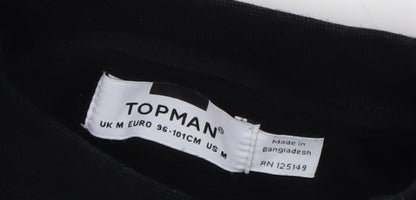 TOPMAN®
UK M EURO 96-101CM US M
Made in
Bangladesh
RN 125149